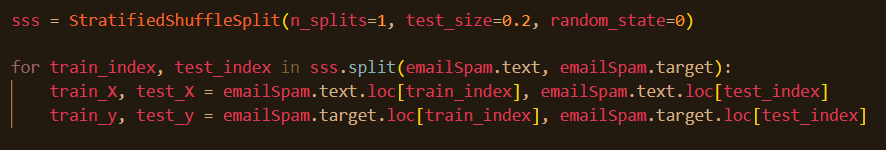 sss = StratifiedShuffleSplit(n_splits=1, test_size=0.2, random_state=0)
for train_index, test_index in sss.split(emailSpam.text, emailSpam.target):
    train_X, test_X = emailSpam.text.loc[train_index], emailSpam.text.loc[test_index]
    train_y, test_y = emailSpam.target.loc[train_index], emailSpam.target.loc[test_index]